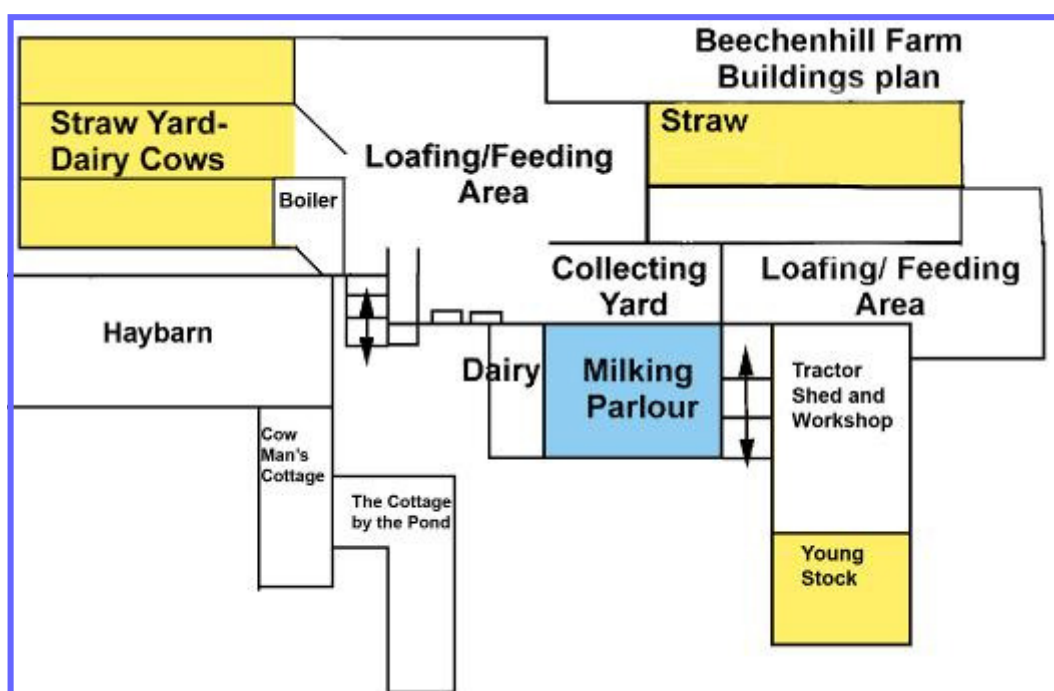 Beechenhill Farm
Buildings plan
Straw Yard-
Dairy Cows
Loafing/Feeding
Area
Straw
Boiler
Collecting
Yard
Loafing/ Feeding
Area
Haybarn
Dairy
Milking
Parlour
Tractor
Shed and
Workshop
Cow
Man's
Cottage
The Cottage
by the Pond
Young
Stock